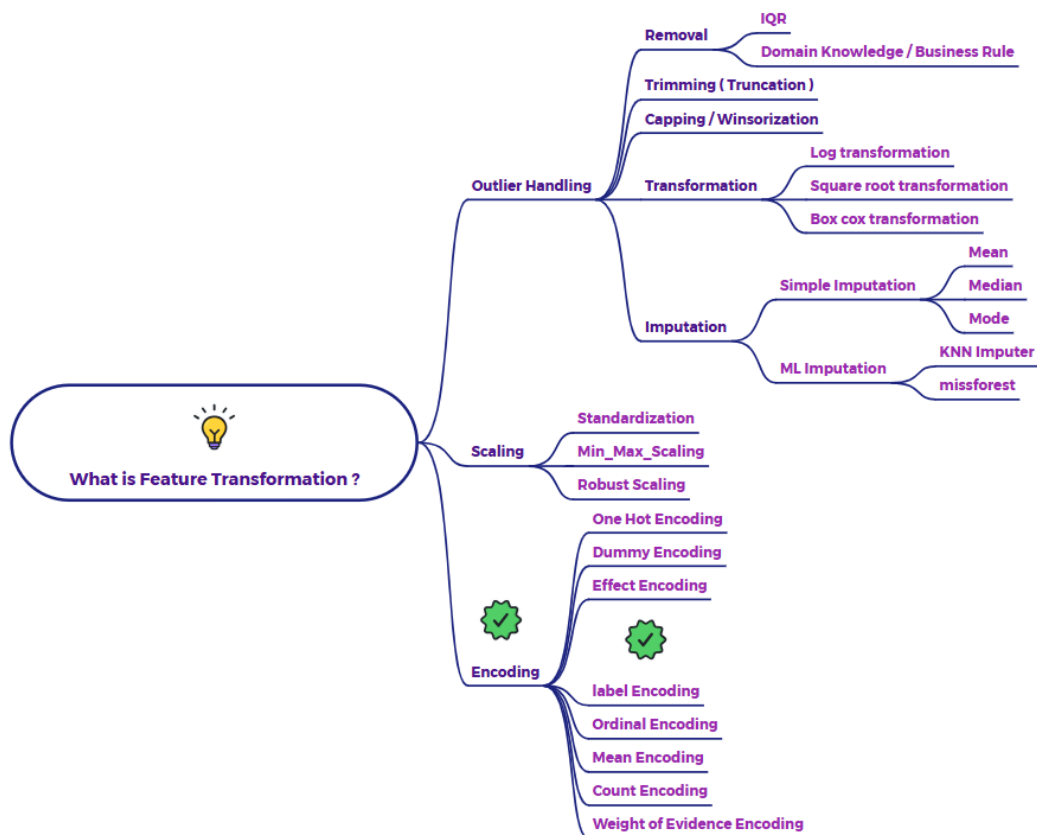 What is Feature Transformation ?
Outlier Handling
Removal
IQR
Domain Knowledge / Business Rule
Trimming ( Truncation )
Capping / Winsorization
Transformation
Log transformation
Square root transformation
Box cox transformation
Imputation
Simple Imputation
Mean
Median
Mode
ML Imputation
KNN Imputer
missforest
Scaling
Standardization
Min_Max_Scaling
Robust Scaling
Encoding
One Hot Encoding
Dummy Encoding
Effect Encoding
label Encoding
Ordinal Encoding
Mean Encoding
Count Encoding
Weight of Evidence Encoding